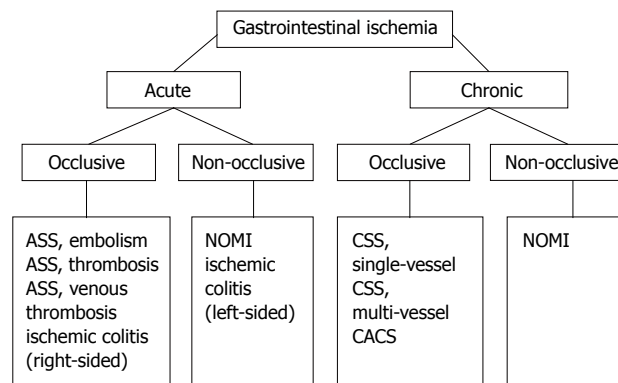 Gastrointestinal ischemia
Acute
Chronic
Occlusive
Non-occlusive
Occlusive
Non-occlusive
ASS, embolism
ASS, thrombosis
ASS, venous
thrombosis
ischemic colitis
(right-sided)
NOMI
ischemic
colitis
(left-sided)
CSS,
single-vessel
CSS,
multi-vessel
CACS
NOMI